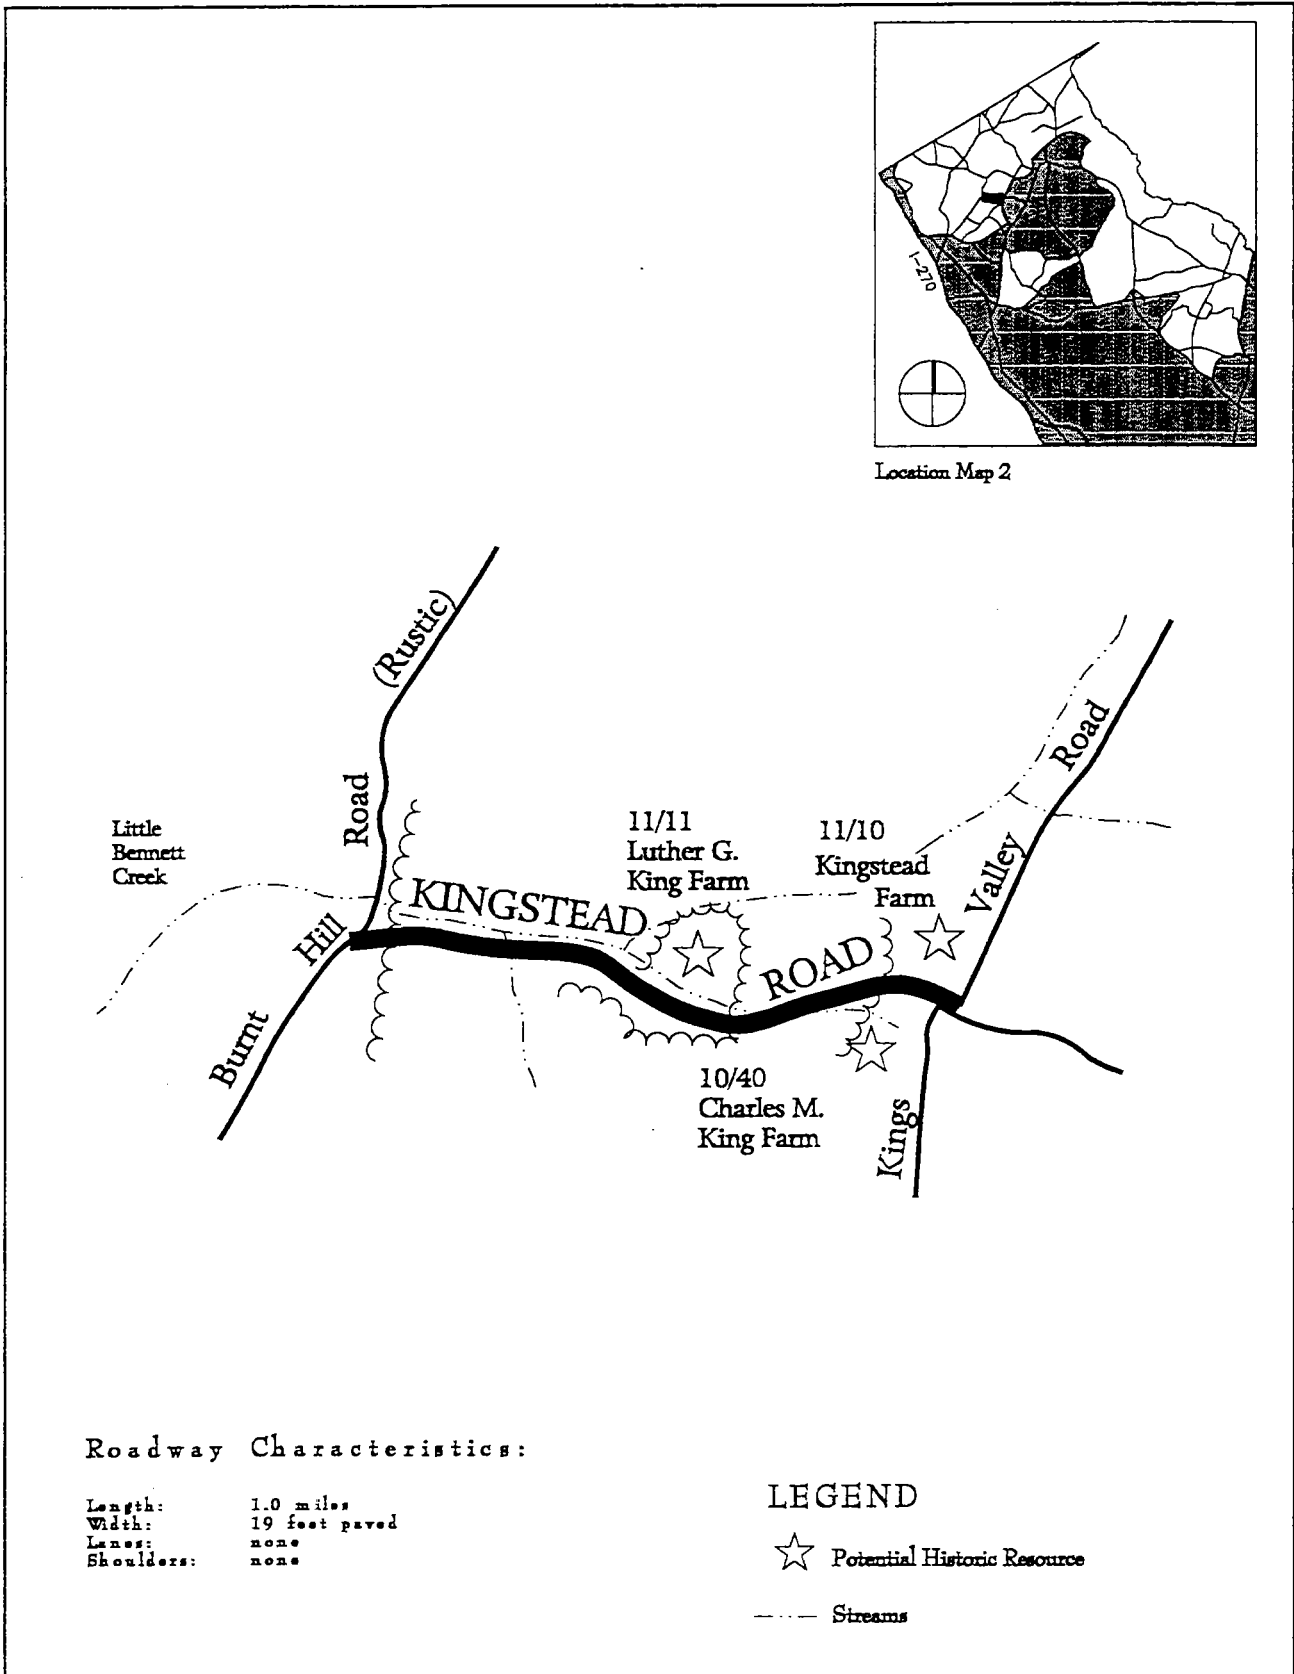 I-270
Location Map 2
(Rustic)
Road
Hill
Burnt
Little
Bennett
Creek
KINGSTEAD
ROAD
11/11
Luther G.
King Farm
11/10
Kingstead
Farm
Road
Valley
Kings
10/40
Charles M.
King Farm
Roadway Characteristics:
Length: 1.0 miles
Width: 19 feet paved
Lanes: none
Shoulders: none
LEGEND
Potential Historic Resource
Streams